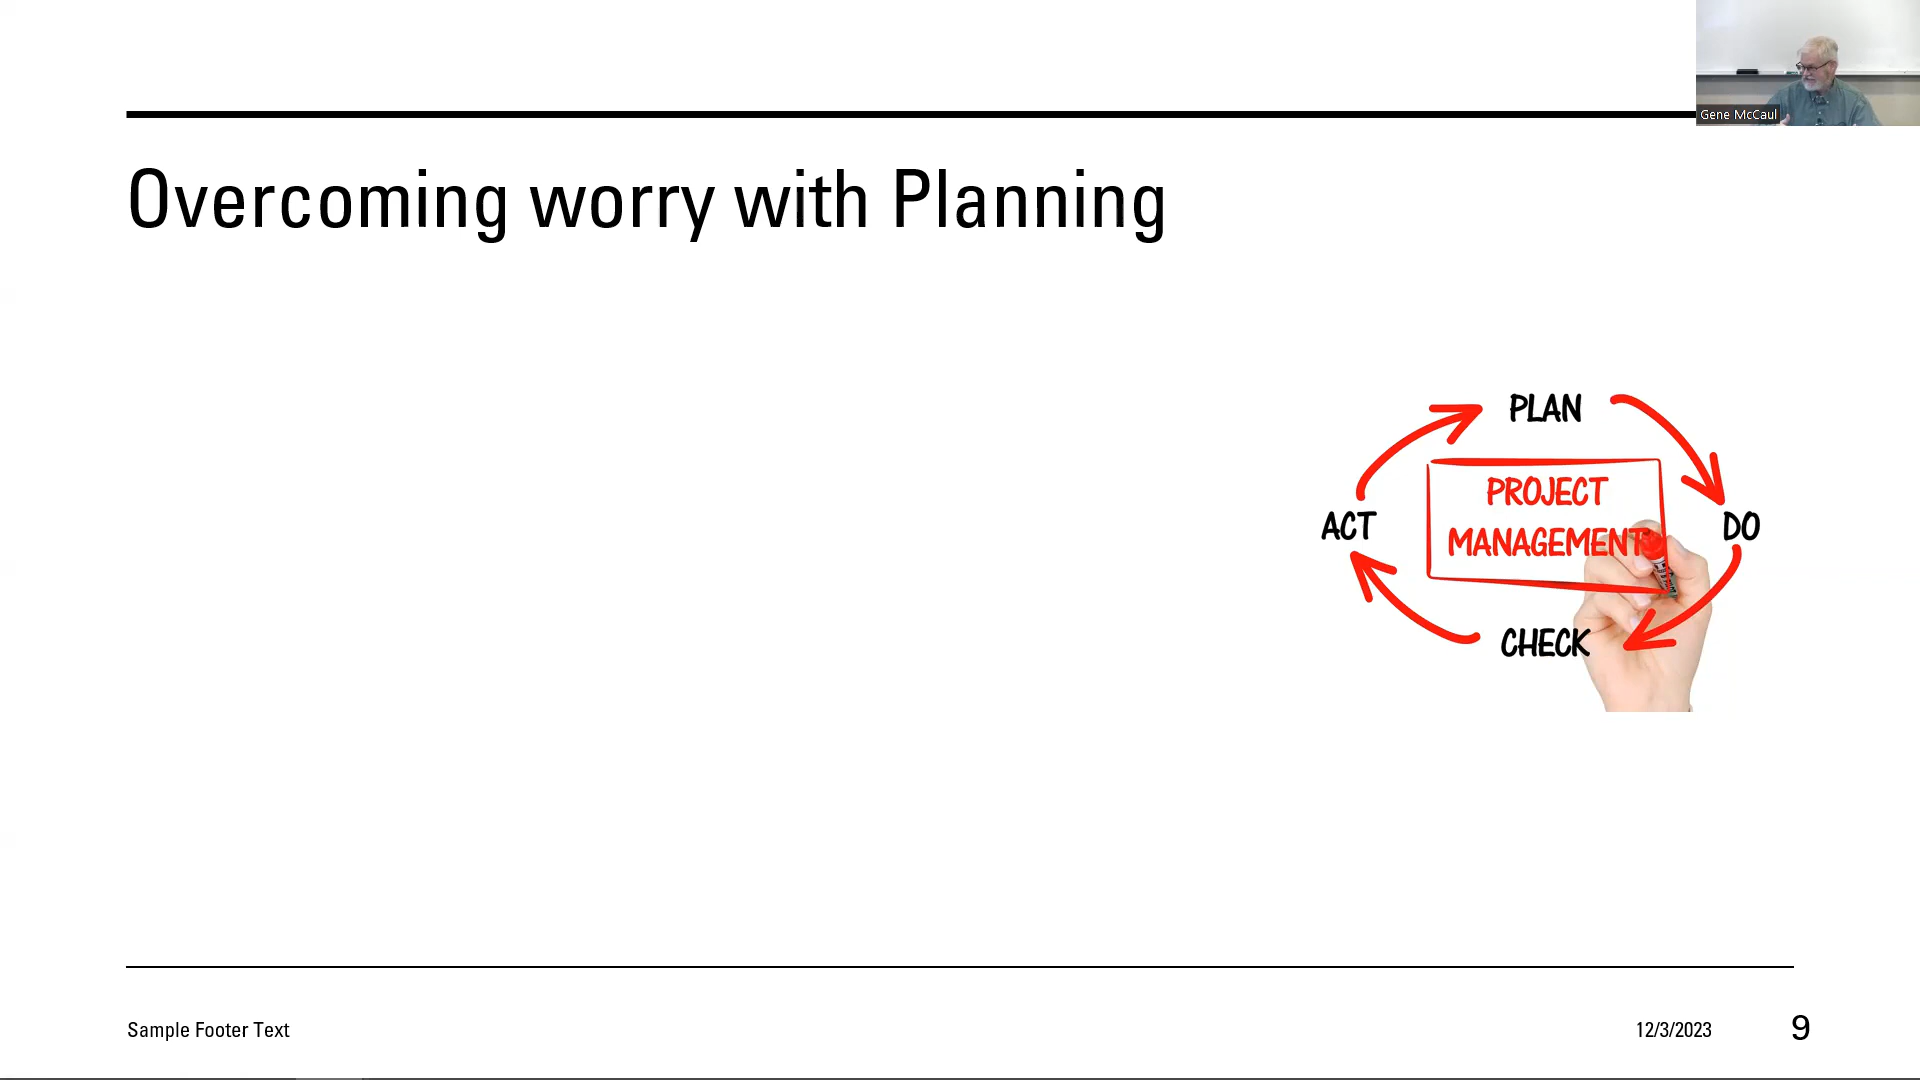 Gene McCaul
Overcoming worry with Planning
PLAN
PROJECT
MANAGEMENT
ACT
DO
CHECK
Sample Footer Text
12/3/2023
9